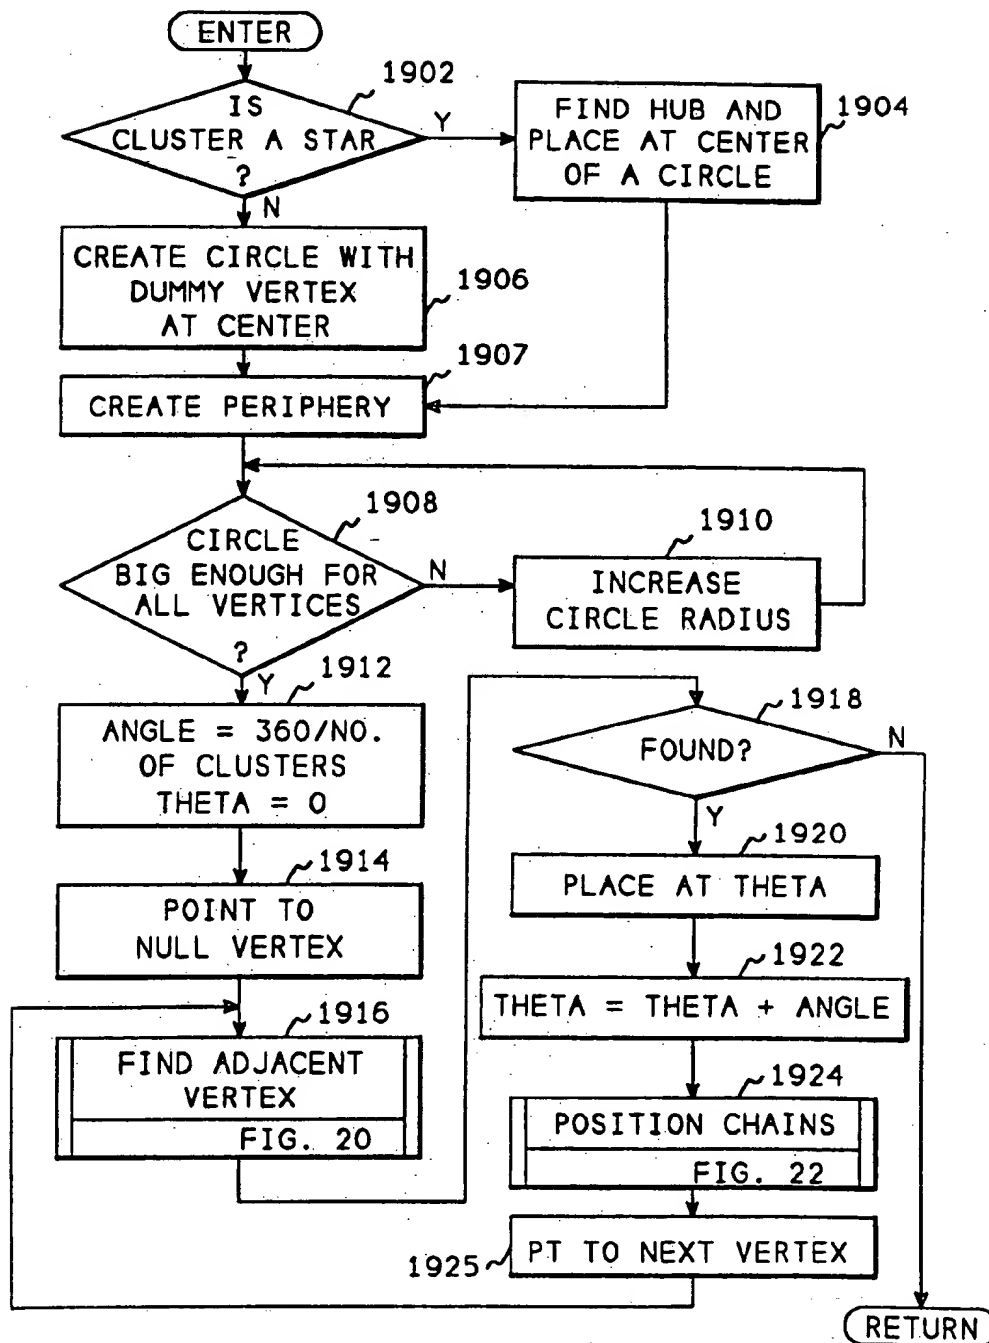 ENTER
1902
IS
CLUSTER A STAR
?
Y
N
FIND HUB AND
PLACE AT CENTER
OF A CIRCLE
1904
CREATE CIRCLE WITH
DUMMY VERTEX
AT CENTER
1906
1907
CREATE PERIPHERY
1908
CIRCLE
BIG ENOUGH FOR
ALL VERTICES
?
N
Y
1910
INCREASE
CIRCLE RADIUS
1912
ANGLE = 360/NO.
OF CLUSTERS
THETA = 0
1914
POINT TO
NULL VERTEX
1916
FIND ADJACENT
VERTEX
FIG. 20
1918
FOUND?
N
Y
1920
PLACE AT THETA
1922
THETA = THETA + ANGLE
1924
POSITION CHAINS
FIG. 22
1925
PT TO NEXT VERTEX
RETURN